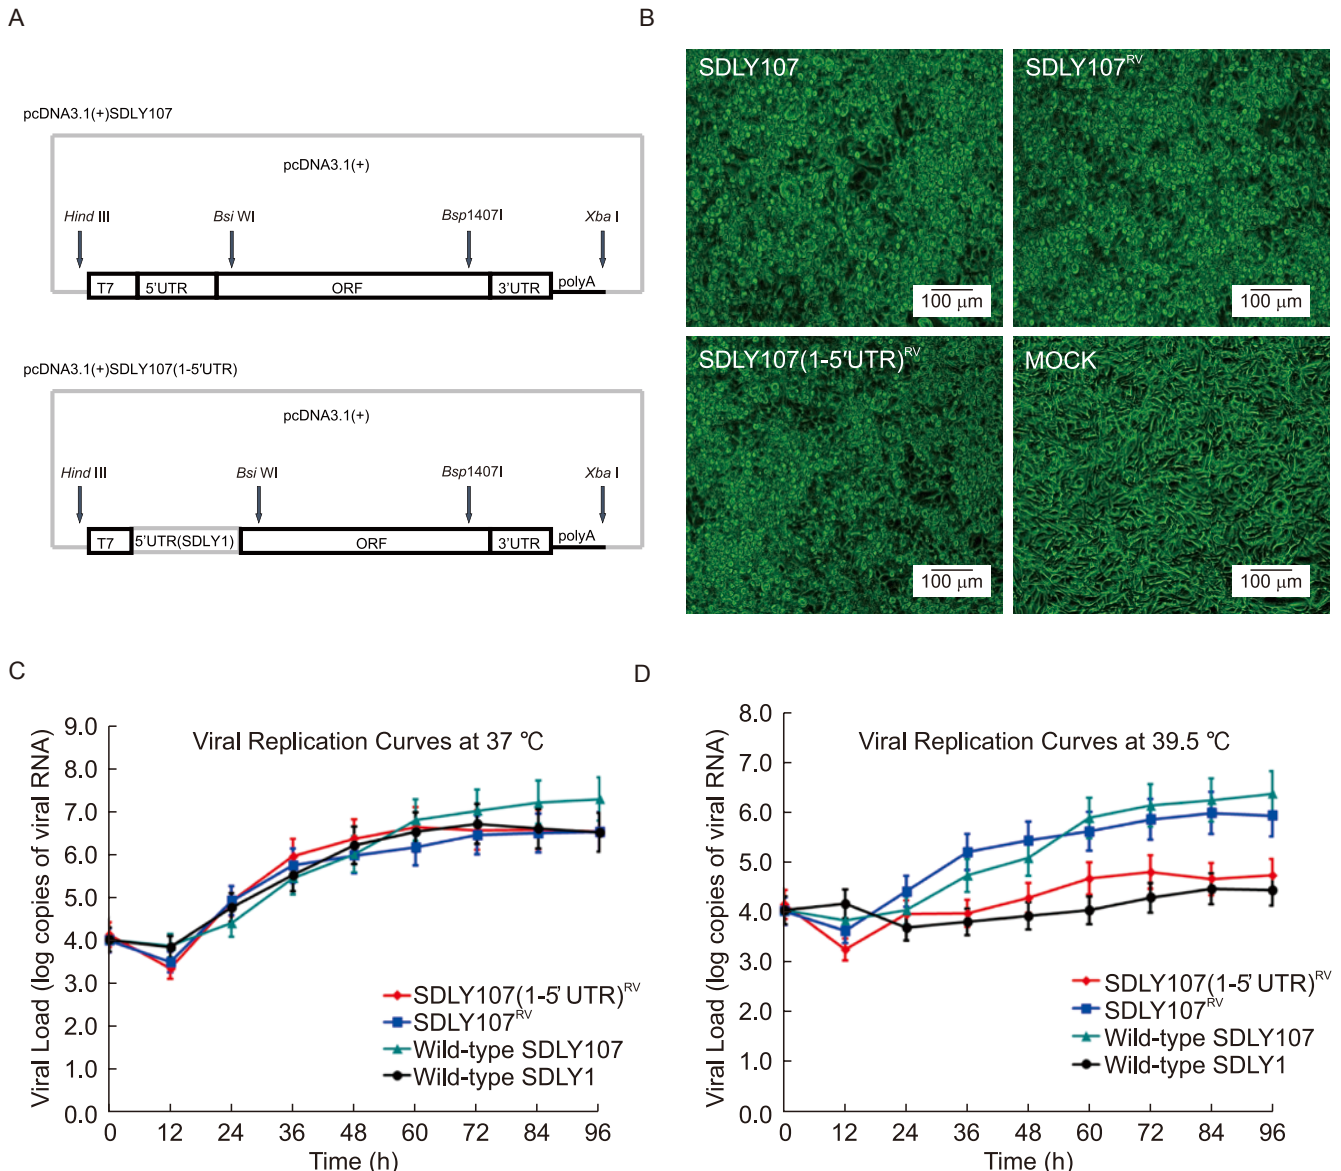 A
pcDNA3.1(+)SDLY107
pcDNA3.1(+)
Hind III
Bsi WI
Bsp1407I
Xba I
T7
5'UTR
ORF
3'UTR
polyA
pcDNA3.1(+)SDLY107(1-5'UTR)
pcDNA3.1(+)
Hind III
Bsi WI
Bsp1407I
Xba I
T7
5'UTR(SDLY1)
ORF
3'UTR
polyA
B
SDLY107
100 μm
SDLY107RV
100 μm
SDLY107(1-5'UTR)RV
100 μm
MOCK
100 μm
C
Viral Replication Curves at 37 ℃
Viral Load (log copies of viral RNA)
9.0
8.0
7.0
6.0
5.0
4.0
3.0
2.0
1.0
0.0
SDLY107(1-5' UTR)RV
SDLY107RV
Wild-type SDLY107
Wild-type SDLY1
0 12 24 36 48 60 72 84 96
Time (h)
D
Viral Replication Curves at 39.5 ℃
Viral Load (log copies of viral RNA)
8.0
7.0
6.0
5.0
4.0
3.0
2.0
1.0
0.0
SDLY107(1-5' UTR)RV
SDLY107RV
Wild-type SDLY107
Wild-type SDLY1
0 12 24 36 48 60 72 84 96
Time (h)